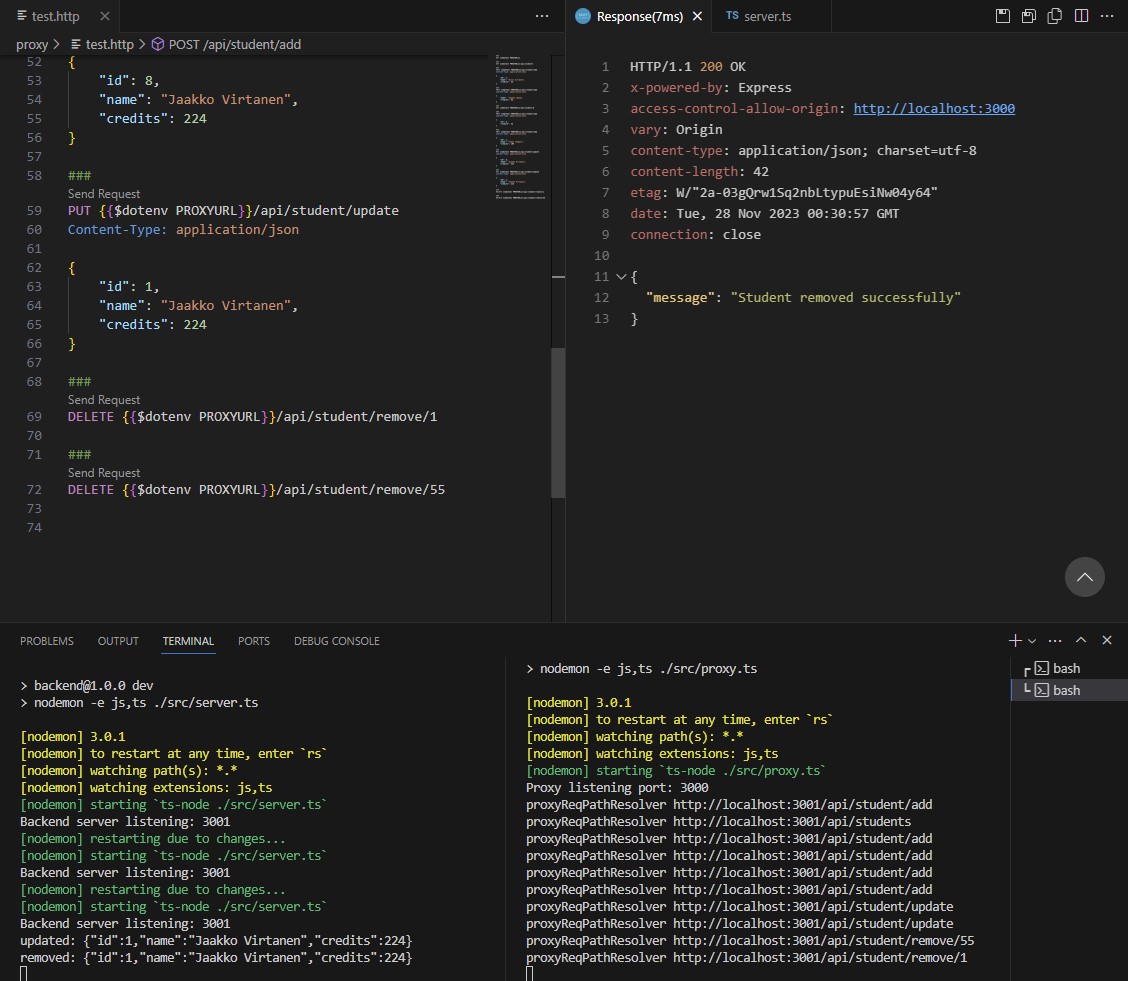 test.http
Response(7ms)
TS server.ts
proxy > test.http > POST /api/student/add
52 {
53 "id": 8,
54 "name": "Jaakko Virtanen",
55 "credits": 224
56 }
57
58 ###
Send Request
59 PUT {{$dotenv PROXYURL}}/api/student/update
60 Content-Type: application/json
61
62 {
63 "id": 1,
64 "name": "Jaakko Virtanen",
65 "credits": 224
66 }
67
68 ###
Send Request
69 DELETE {{$dotenv PROXYURL}}/api/student/remove/1
70
71 ###
Send Request
72 DELETE {{$dotenv PROXYURL}}/api/student/remove/55
73
74
1 HTTP/1.1 200 OK
2 x-powered-by: Express
3 access-control-allow-origin: http://localhost:3000
4 vary: Origin
5 content-type: application/json; charset=utf-8
6 content-length: 42
7 etag: W/"2a-03gQrw1Sq2nbLtypuEsiNw04y64"
8 date: Tue, 28 Nov 2023 00:30:57 GMT
9 connection: close
10
11 {
12 "message": "Student removed successfully"
13 }
PROBLEMS OUTPUT TERMINAL PORTS DEBUG CONSOLE
> backend@1.0.0 dev
> nodemon -e js,ts ./src/server.ts
[nodemon] 3.0.1
[nodemon] to restart at any time, enter `rs`
[nodemon] watching path(s): *.*
[nodemon] watching extensions: js,ts
[nodemon] starting `ts-node ./src/server.ts`
Backend server listening: 3001
[nodemon] restarting due to changes...
[nodemon] starting `ts-node ./src/server.ts`
Backend server listening: 3001
[nodemon] restarting due to changes...
[nodemon] starting `ts-node ./src/server.ts`
Backend server listening: 3001
updated: {"id":1,"name":"Jaakko Virtanen","credits":224}
removed: {"id":1,"name":"Jaakko Virtanen","credits":224}
> nodemon -e js,ts ./src/proxy.ts
[nodemon] 3.0.1
[nodemon] to restart at any time, enter `rs`
[nodemon] watching path(s): *.*
[nodemon] watching extensions: js,ts
[nodemon] starting `ts-node ./src/proxy.ts`
Proxy listening port: 3000
proxyReqPathResolver http://localhost:3001/api/student/add
proxyReqPathResolver http://localhost:3001/api/students
proxyReqPathResolver http://localhost:3001/api/student/add
proxyReqPathResolver http://localhost:3001/api/student/add
proxyReqPathResolver http://localhost:3001/api/student/add
proxyReqPathResolver http://localhost:3001/api/student/add
proxyReqPathResolver http://localhost:3001/api/student/update
proxyReqPathResolver http://localhost:3001/api/student/update
proxyReqPathResolver http://localhost:3001/api/student/remove/55
proxyReqPathResolver http://localhost:3001/api/student/remove/1
bash
bash